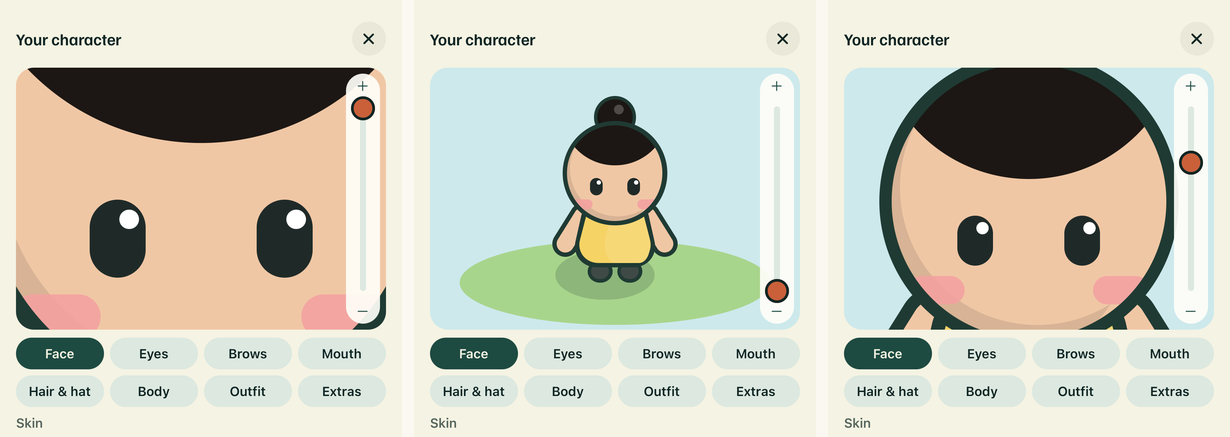 Your character
Face Eyes Brows Mouth
Hair & hat Body Outfit Extras
Skin
Your character
Face Eyes Brows Mouth
Hair & hat Body Outfit Extras
Skin
Your character
Face Eyes Brows Mouth
Hair & hat Body Outfit Extras
Skin